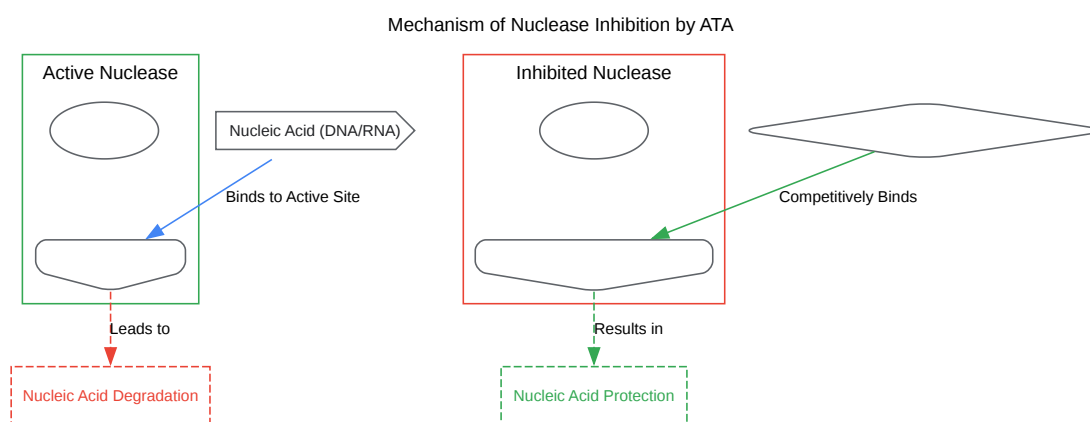 Mechanism of Nuclease Inhibition by ATA
Active Nuclease
Inhibited Nuclease
Nucleic Acid (DNA/RNA)
Binds to Active Site
Competitively Binds
Leads to
Results in
Nucleic Acid Degradation
Nucleic Acid Protection